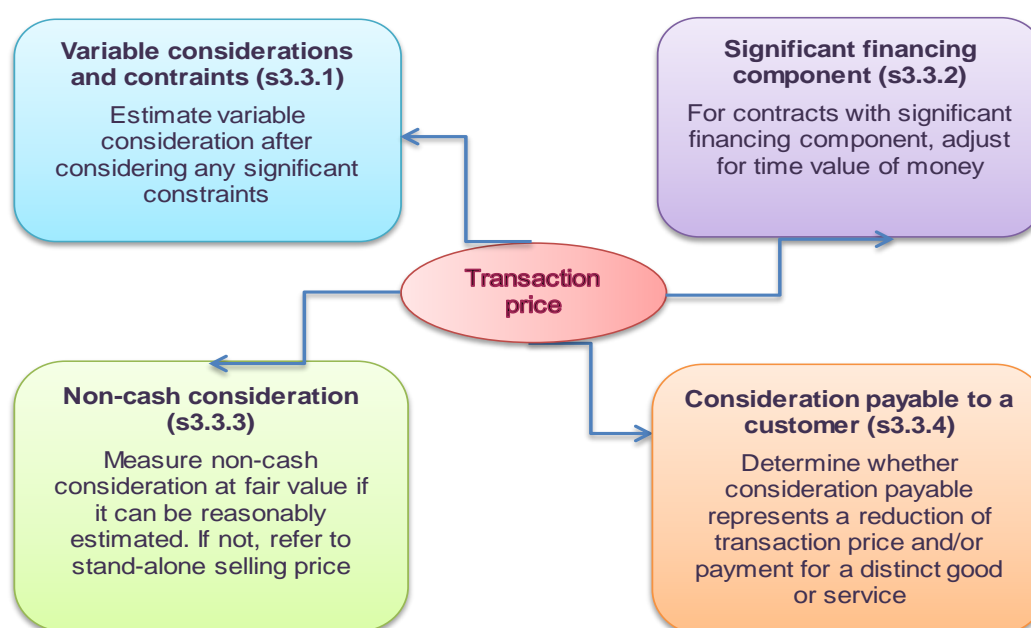 Variable considerations
and contraints (s3.3.1)
Estimate variable
consideration after
considering any significant
constraints
Significant financing
component (s3.3.2)
For contracts with significant
financing component, adjust
for time value of money
Transaction
price
Non-cash consideration
(s3.3.3)
Measure non-cash
consideration at fair value if
it can be reasonably
estimated. If not, refer to
stand-alone selling price
Consideration payable to a
customer (s3.3.4)
Determine whether
consideration payable
represents a reduction of
transaction price and/or
payment for a distinct good
or service